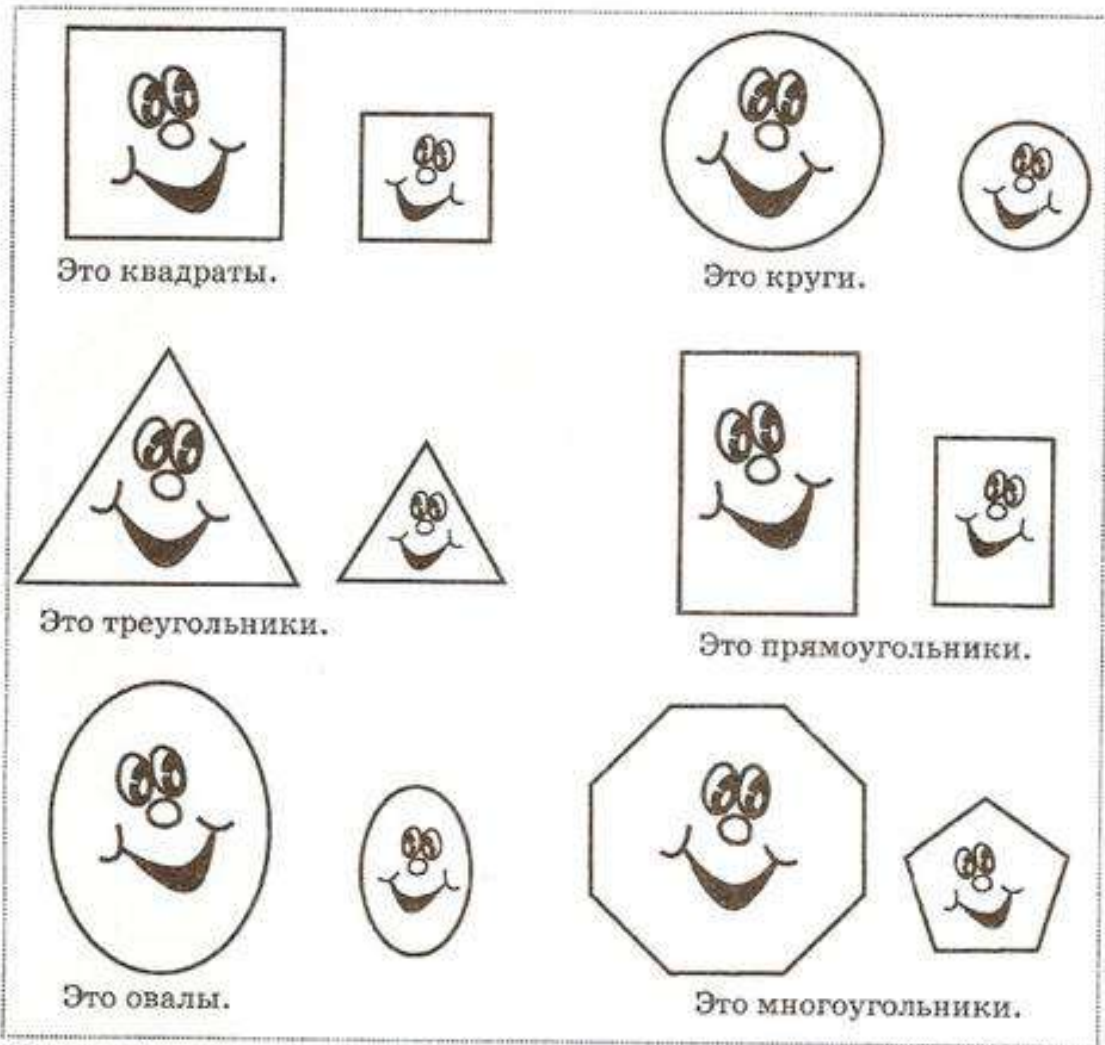 Это квадраты.
Это круги.
Это треугольники.
Это прямоугольники.
Это овалы.
Это многоугольники.